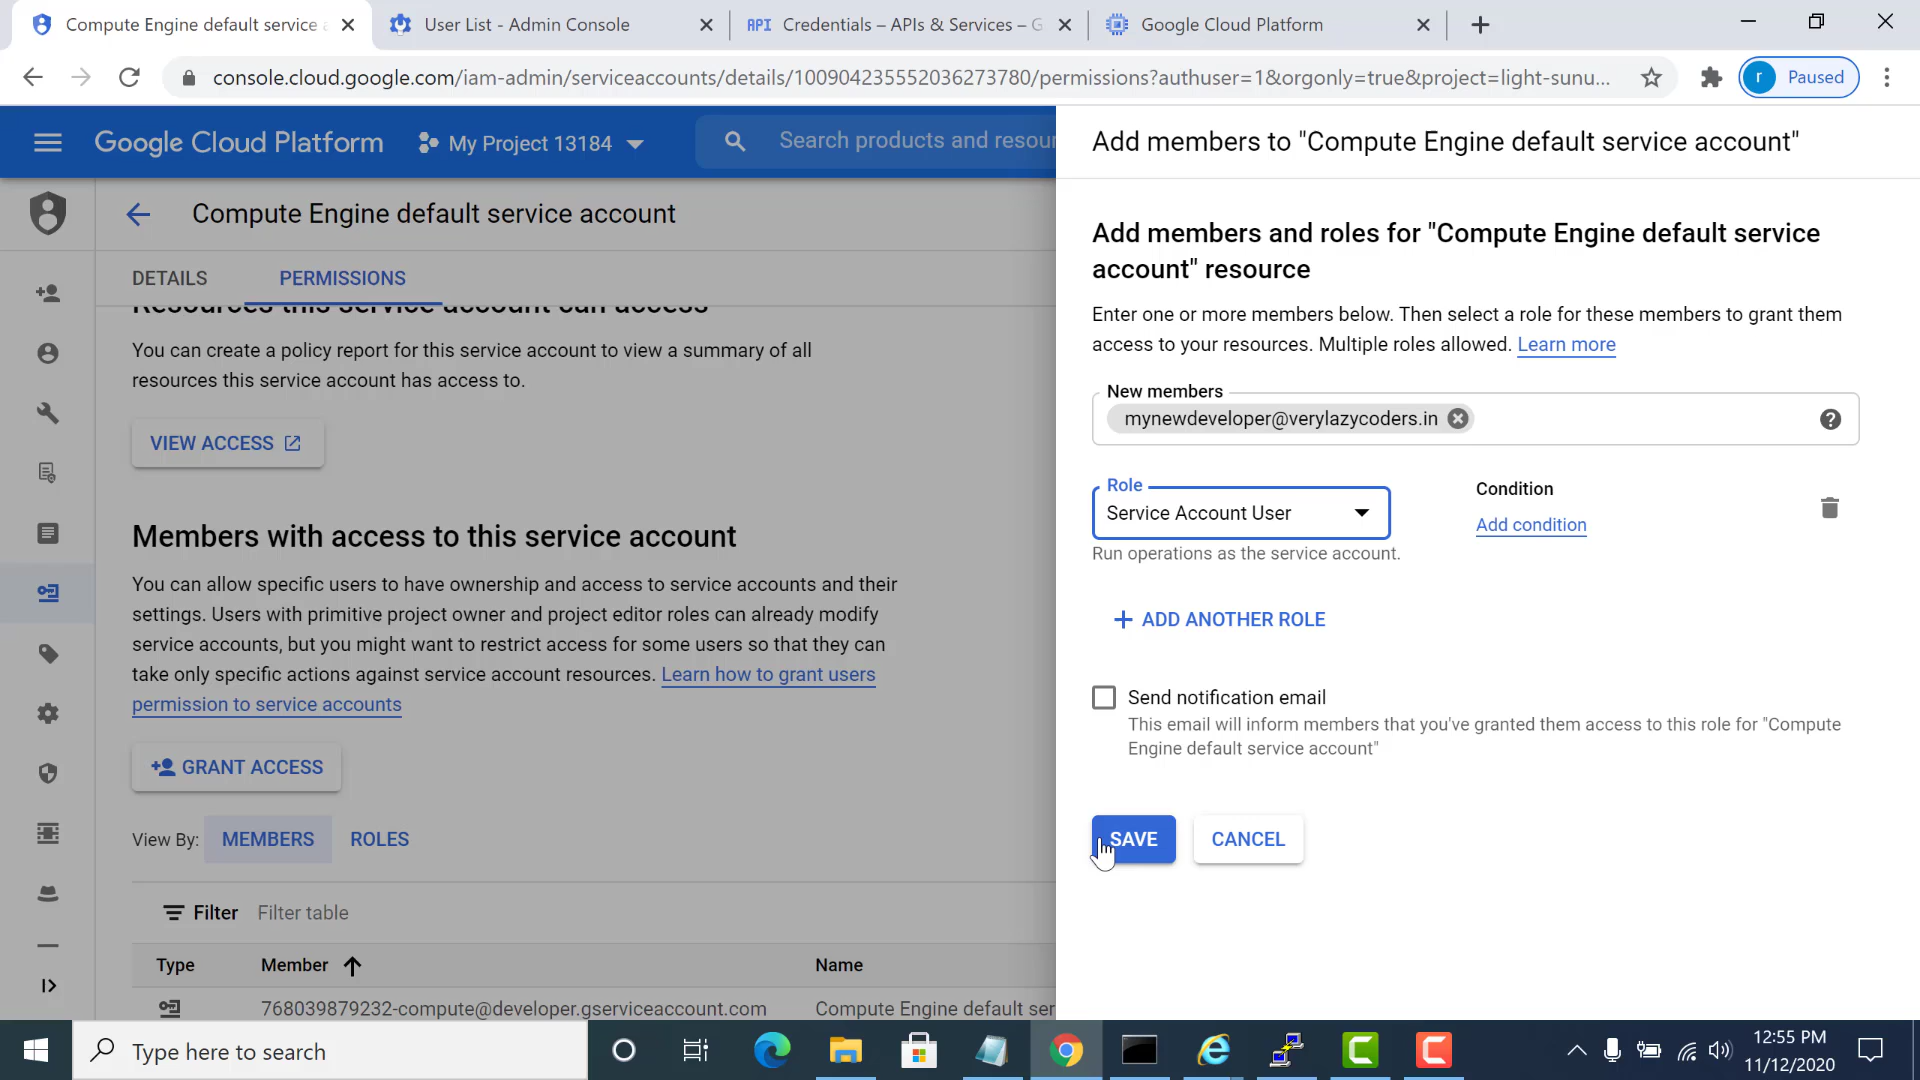 Compute Engine default service a
User List - Admin Console
API Credentials – APIs & Services – G
Google Cloud Platform
console.cloud.google.com/iam-admin/serviceaccounts/details/100904235552036273780/permissions?authuser=1&orgonly=true&project=light-sunu...
r Paused
Google Cloud Platform
My Project 13184
Search products and resour
Compute Engine default service account
DETAILS
PERMISSIONS
Resources this service account can access
You can create a policy report for this service account to view a summary of all
resources this service account has access to.
VIEW ACCESS
Members with access to this service account
You can allow specific users to have ownership and access to service accounts and their
settings. Users with primitive project owner and project editor roles can already modify
service accounts, but you might want to restrict access for some users so that they can
take only specific actions against service account resources. Learn how to grant users
permission to service accounts
GRANT ACCESS
View By: MEMBERS ROLES
Filter Filter table
Type Member Name
768039879232-compute@developer.gserviceaccount.com Compute Engine default ser
Add members to "Compute Engine default service account"
Add members and roles for "Compute Engine default service
account" resource
Enter one or more members below. Then select a role for these members to grant them
access to your resources. Multiple roles allowed. Learn more
New members
mynewdeveloper@verylazycoders.in
Role
Service Account User
Run operations as the service account.
Condition
Add condition
ADD ANOTHER ROLE
Send notification email
This email will inform members that you've granted them access to this role for "Compute
Engine default service account"
SAVE
CANCEL
Type here to search
12:55 PM
11/12/2020